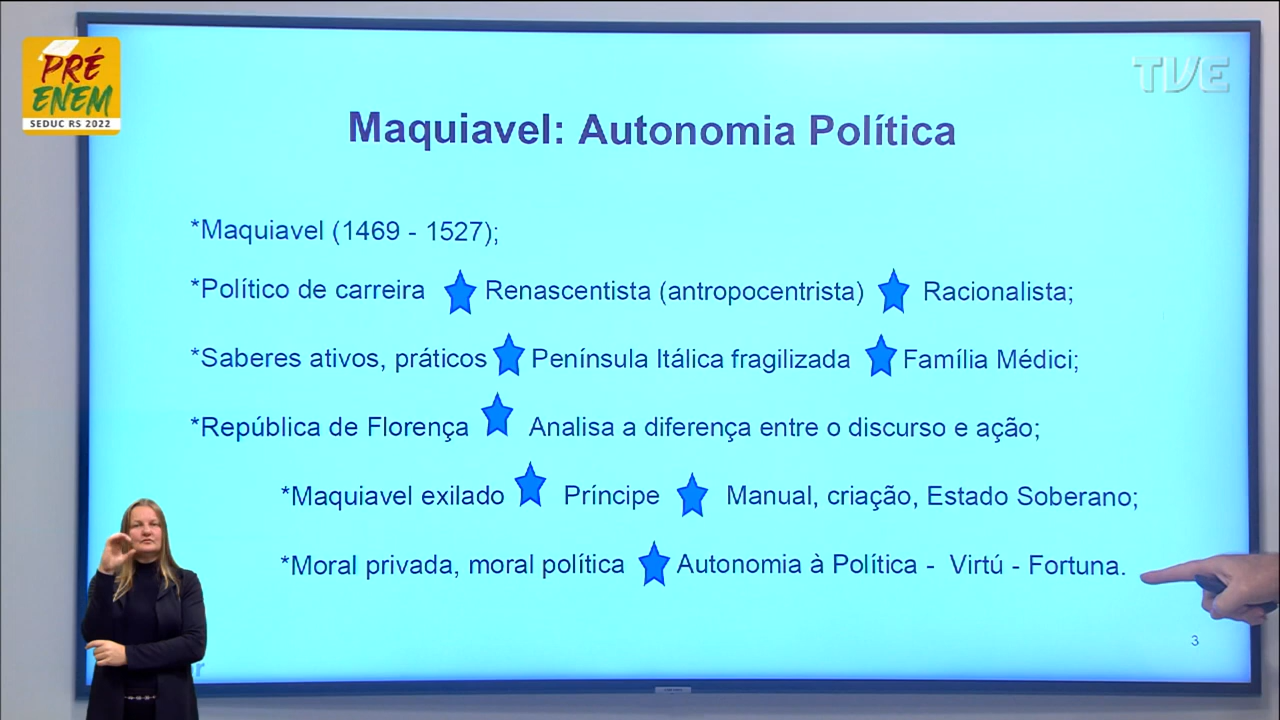 PRÉ
ENEM
SEDUC RS 2022
TVE
Maquiavel: Autonomia Política
*Maquiavel (1469 - 1527);
*Político de carreira Renascentista (antropocentrista) Racionalista;
*Saberes ativos, práticos Península Itálica fragilizada Família Médici;
*República de Florença Analisa a diferença entre o discurso e ação;
*Maquiavel exilado Príncipe Manual, criação, Estado Soberano;
*Moral privada, moral política Autonomia à Política - Virtú - Fortuna.
3